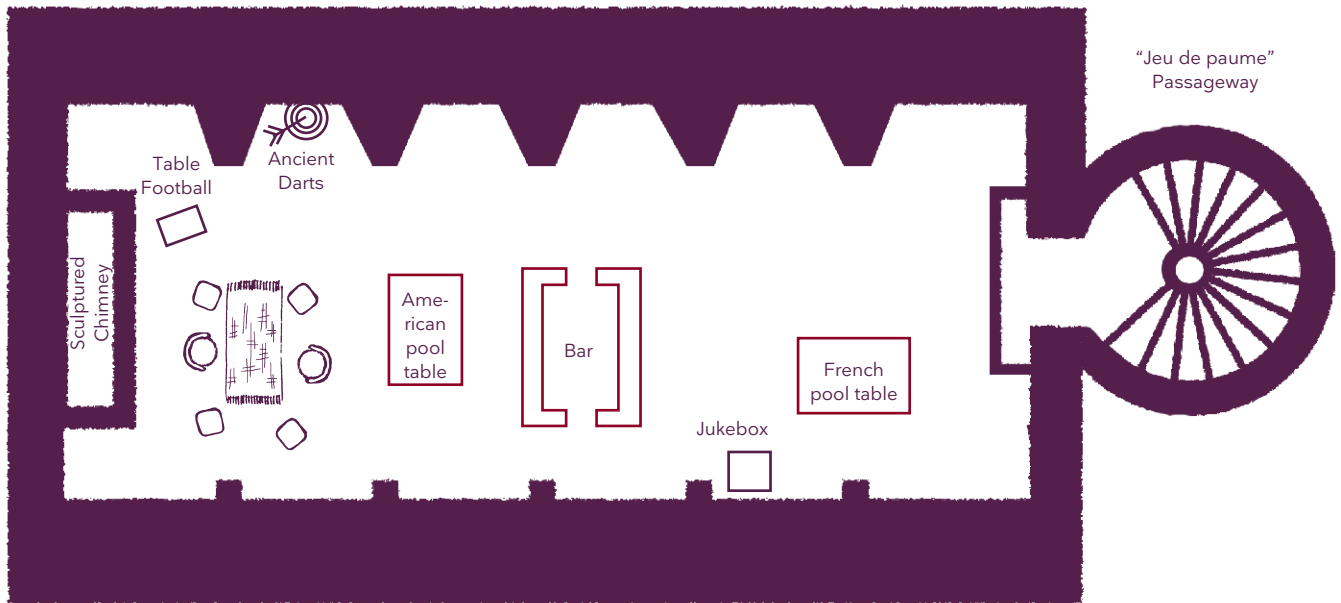 “Jeu de paume”
Passageway
Table
Football
Ancient
Darts
Sculptured
Chimney
Ame-
rican
pool
table
Bar
French
pool table
Jukebox